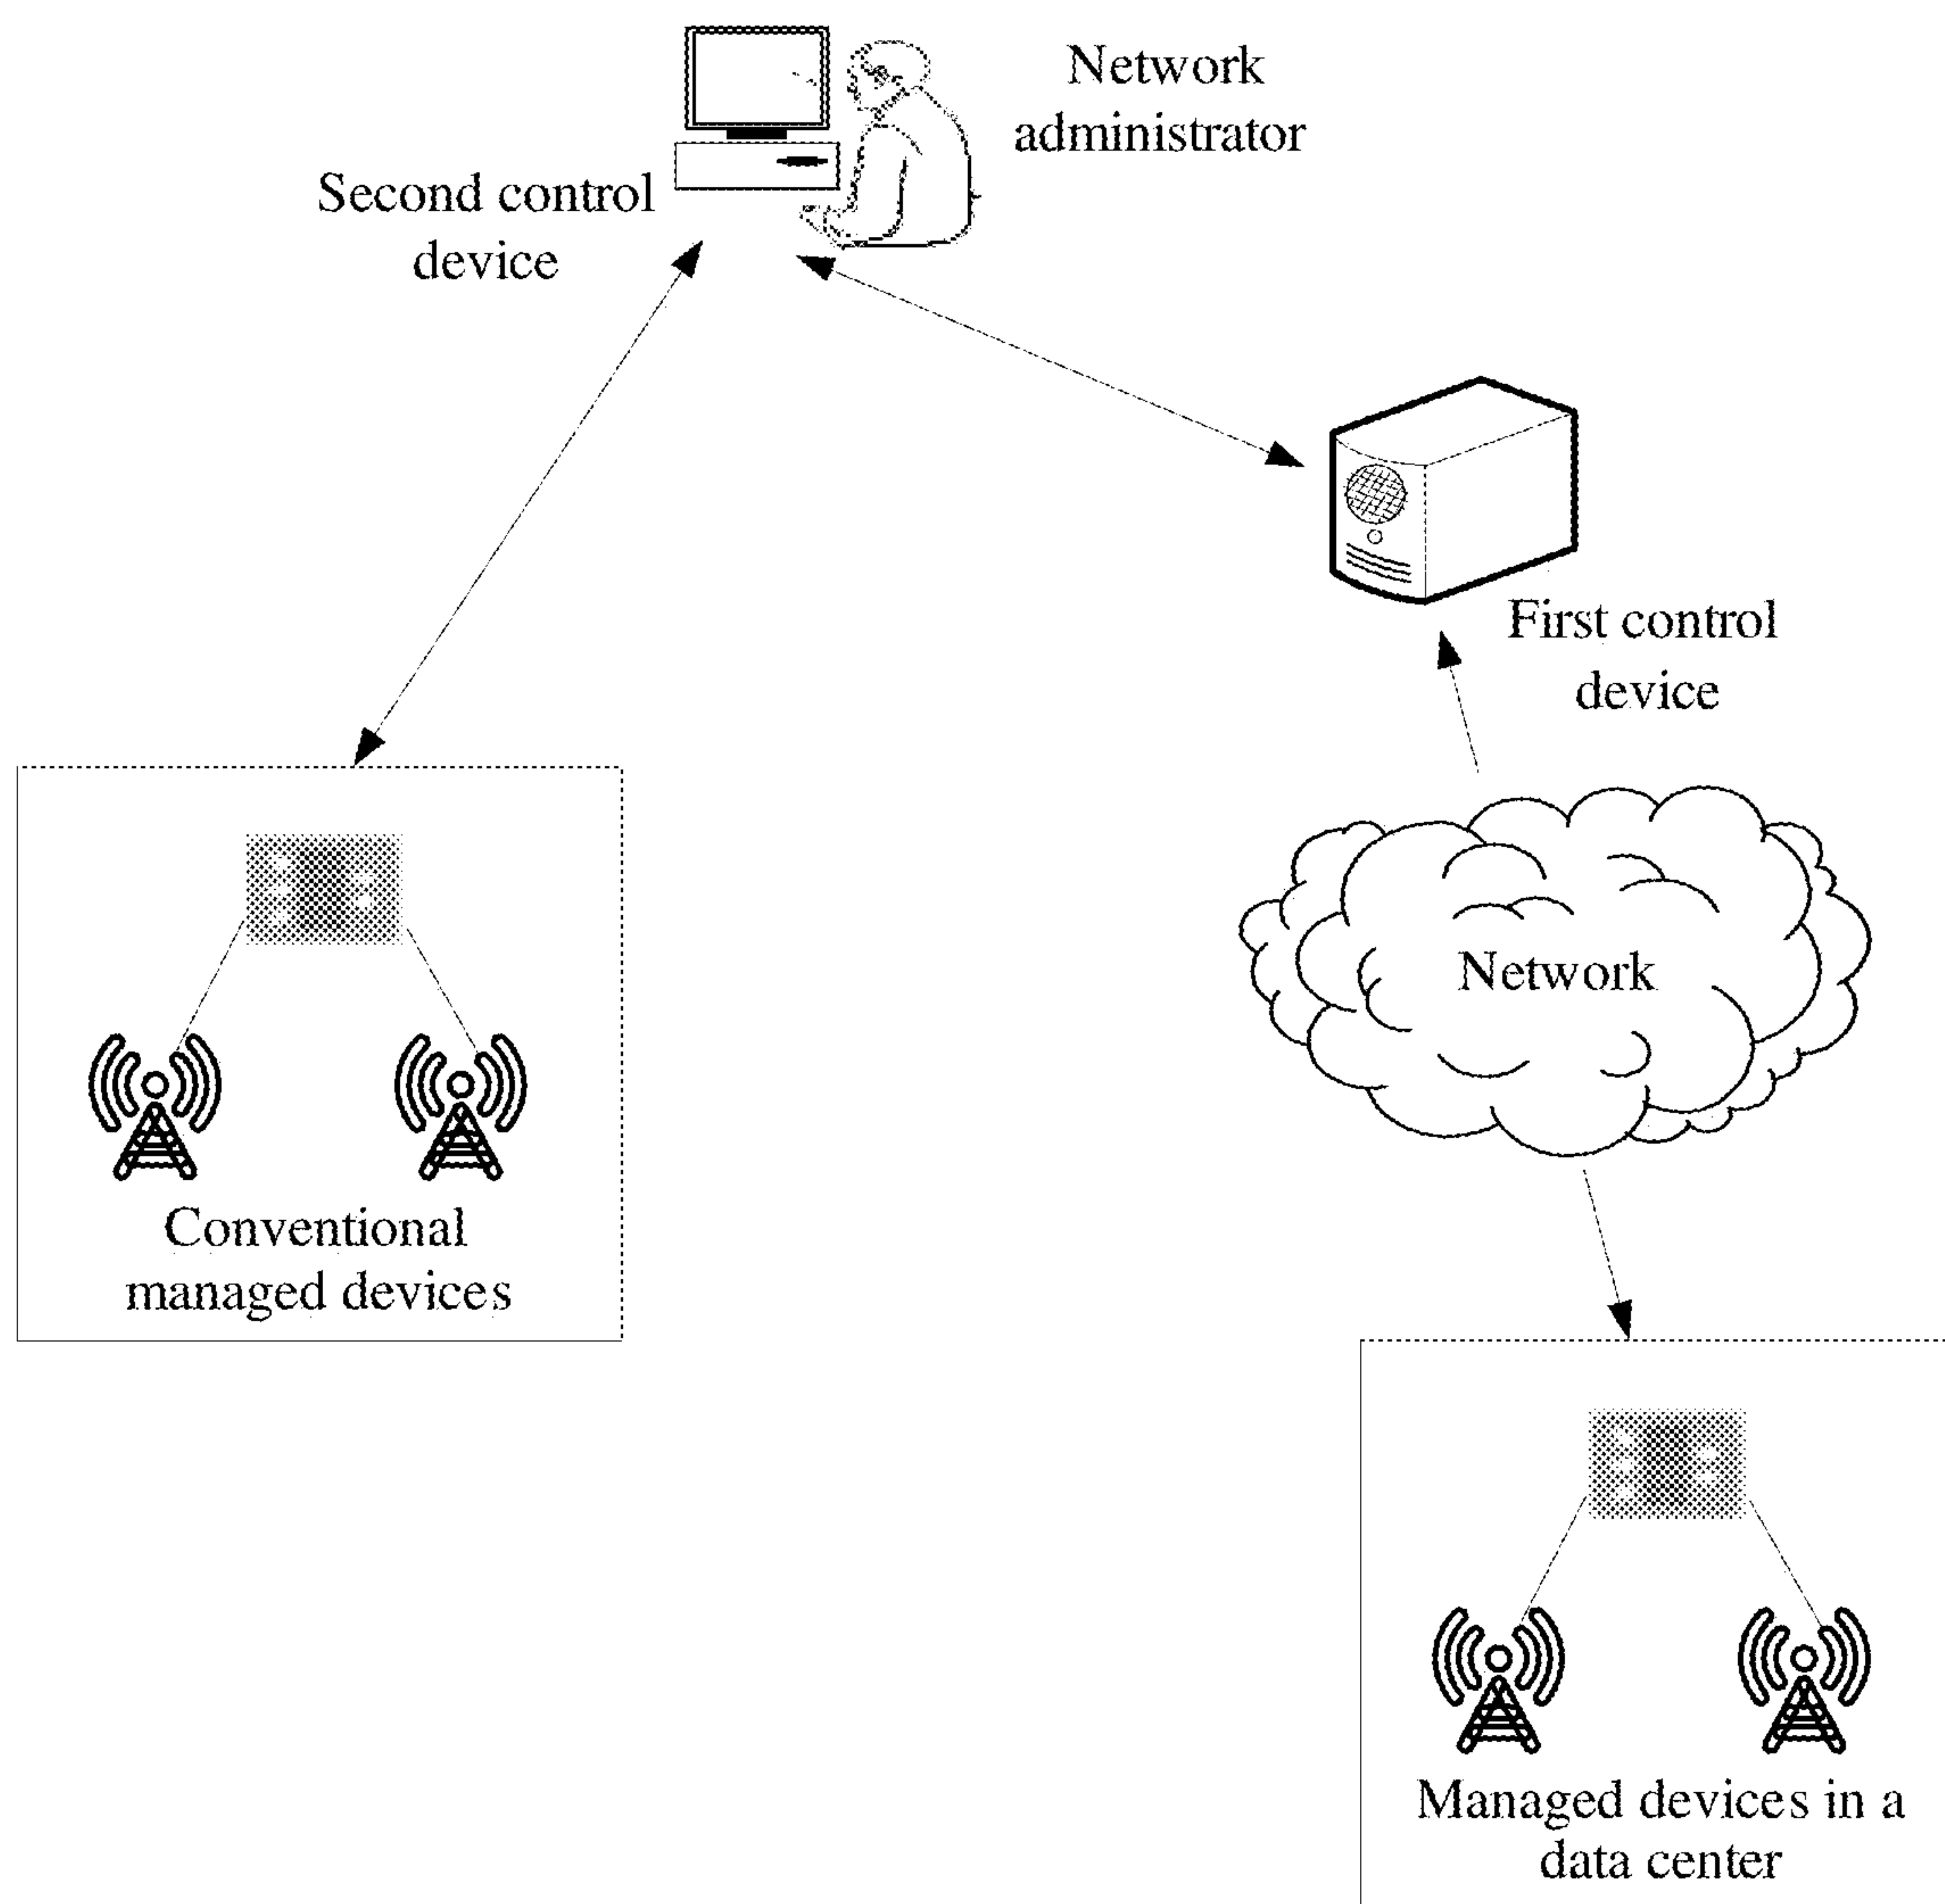 Network
administrator
Second control
device
First control
device
Network
Conventional
managed devices
Managed devices in a
data center